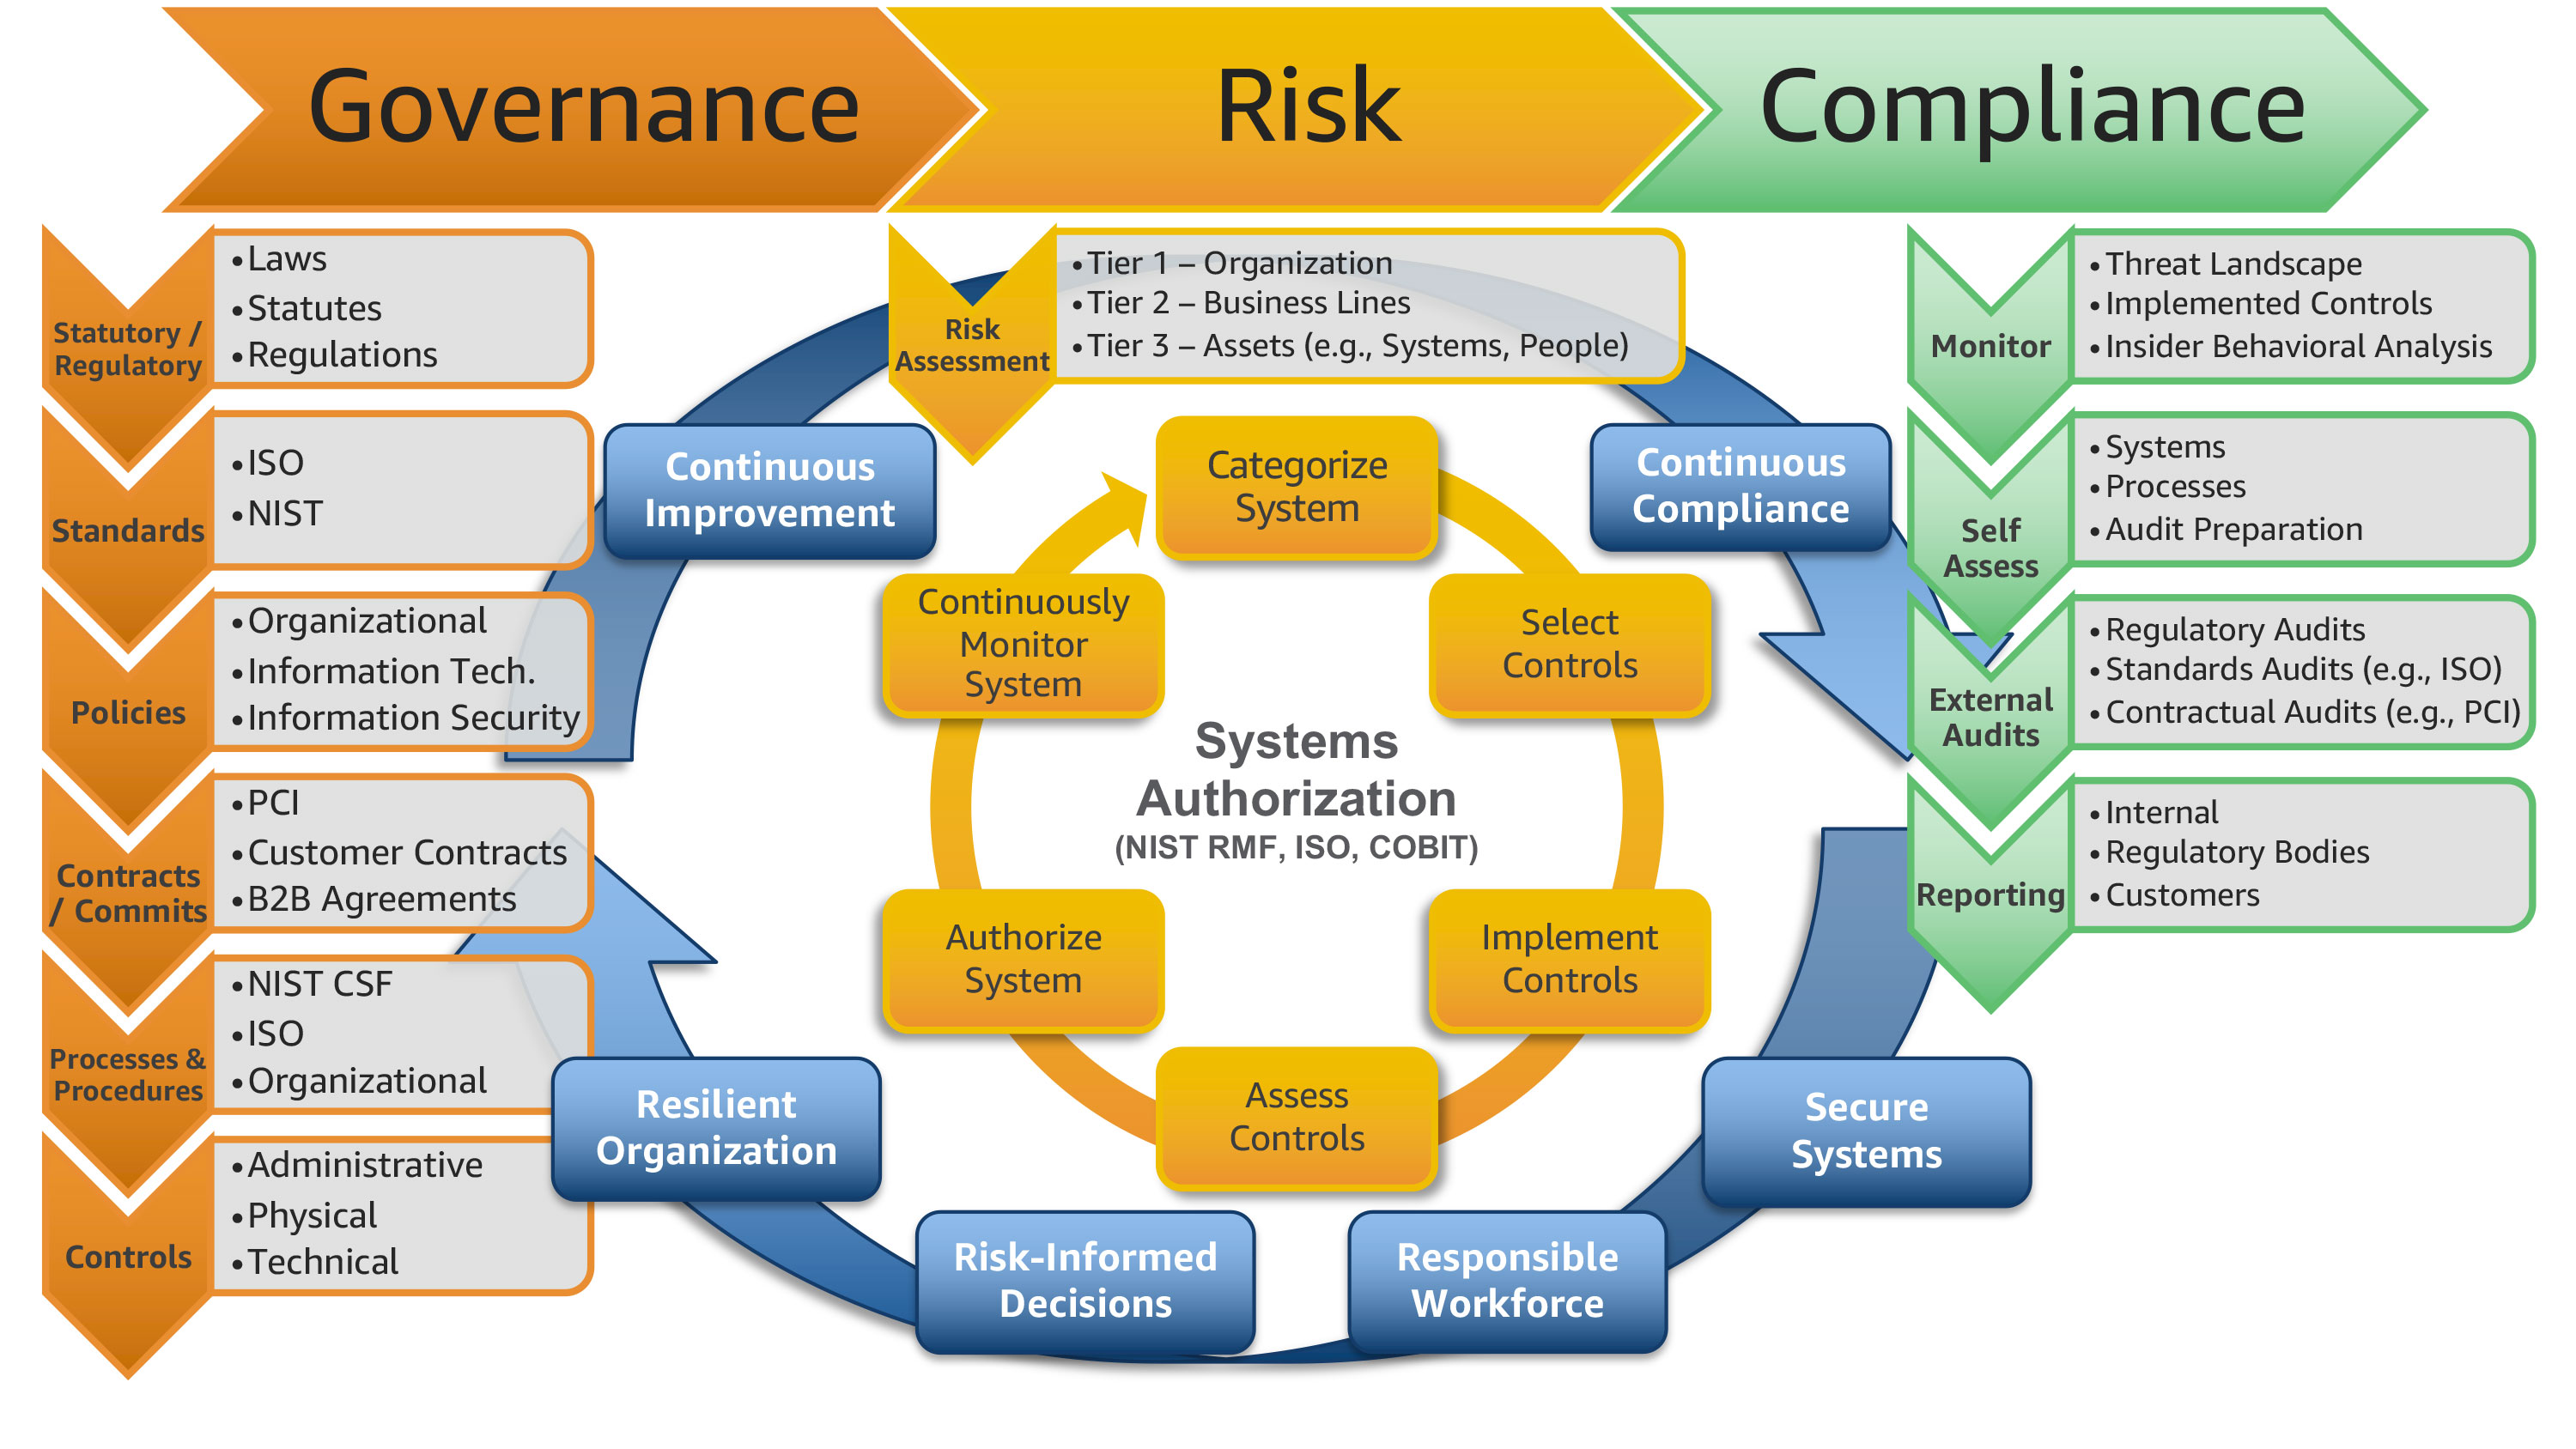 Governance
Risk
Compliance
Statutory /
Regulatory
•Laws
•Statutes
•Regulations
Standards
•ISO
•NIST
Policies
•Organizational
•Information Tech.
•Information Security
Contracts
/ Commits
•PCI
•Customer Contracts
•B2B Agreements
Processes &
Procedures
•NIST CSF
•ISO
•Organizational
Controls
•Administrative
•Physical
•Technical
Risk
Assessment
•Tier 1 – Organization
•Tier 2 – Business Lines
•Tier 3 – Assets (e.g., Systems, People)
Continuous
Improvement
Continuous
Compliance
Categorize
System
Select
Controls
Implement
Controls
Assess
Controls
Authorize
System
Continuously
Monitor
System
Systems
Authorization
(NIST RMF, ISO, COBIT)
Resilient
Organization
Risk-Informed
Decisions
Responsible
Workforce
Secure
Systems
Monitor
•Threat Landscape
•Implemented Controls
•Insider Behavioral Analysis
Self
Assess
•Systems
•Processes
•Audit Preparation
External
Audits
•Regulatory Audits
•Standards Audits (e.g., ISO)
•Contractual Audits (e.g., PCI)
Reporting
•Internal
•Regulatory Bodies
•Customers